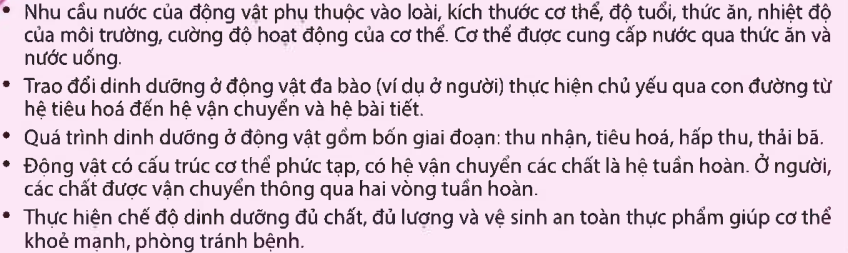 • Nhu cầu nước của động vật phụ thuộc vào loài, kích thước cơ thể, độ tuổi, thức ăn, nhiệt độ
của môi trường, cường độ hoạt động của cơ thể. Cơ thể được cung cấp nước qua thức ăn và
nước uống.
• Trao đổi dinh dưỡng ở động vật đa bào (ví dụ ở người) thực hiện chủ yếu qua con đường từ
hệ tiêu hoá đến hệ vận chuyển và hệ bài tiết.
• Quá trình dinh dưỡng ở động vật gồm bốn giai đoạn: thu nhận, tiêu hoá, hấp thu, thải bã.
• Động vật có cấu trúc cơ thể phức tạp, có hệ vận chuyển các chất là hệ tuần hoàn. Ở người,
các chất được vận chuyển thông qua hai vòng tuần hoàn.
• Thực hiện chế độ dinh dưỡng đủ chất, đủ lượng và vệ sinh an toàn thực phẩm giúp cơ thể
khoẻ mạnh, phòng tránh bệnh.